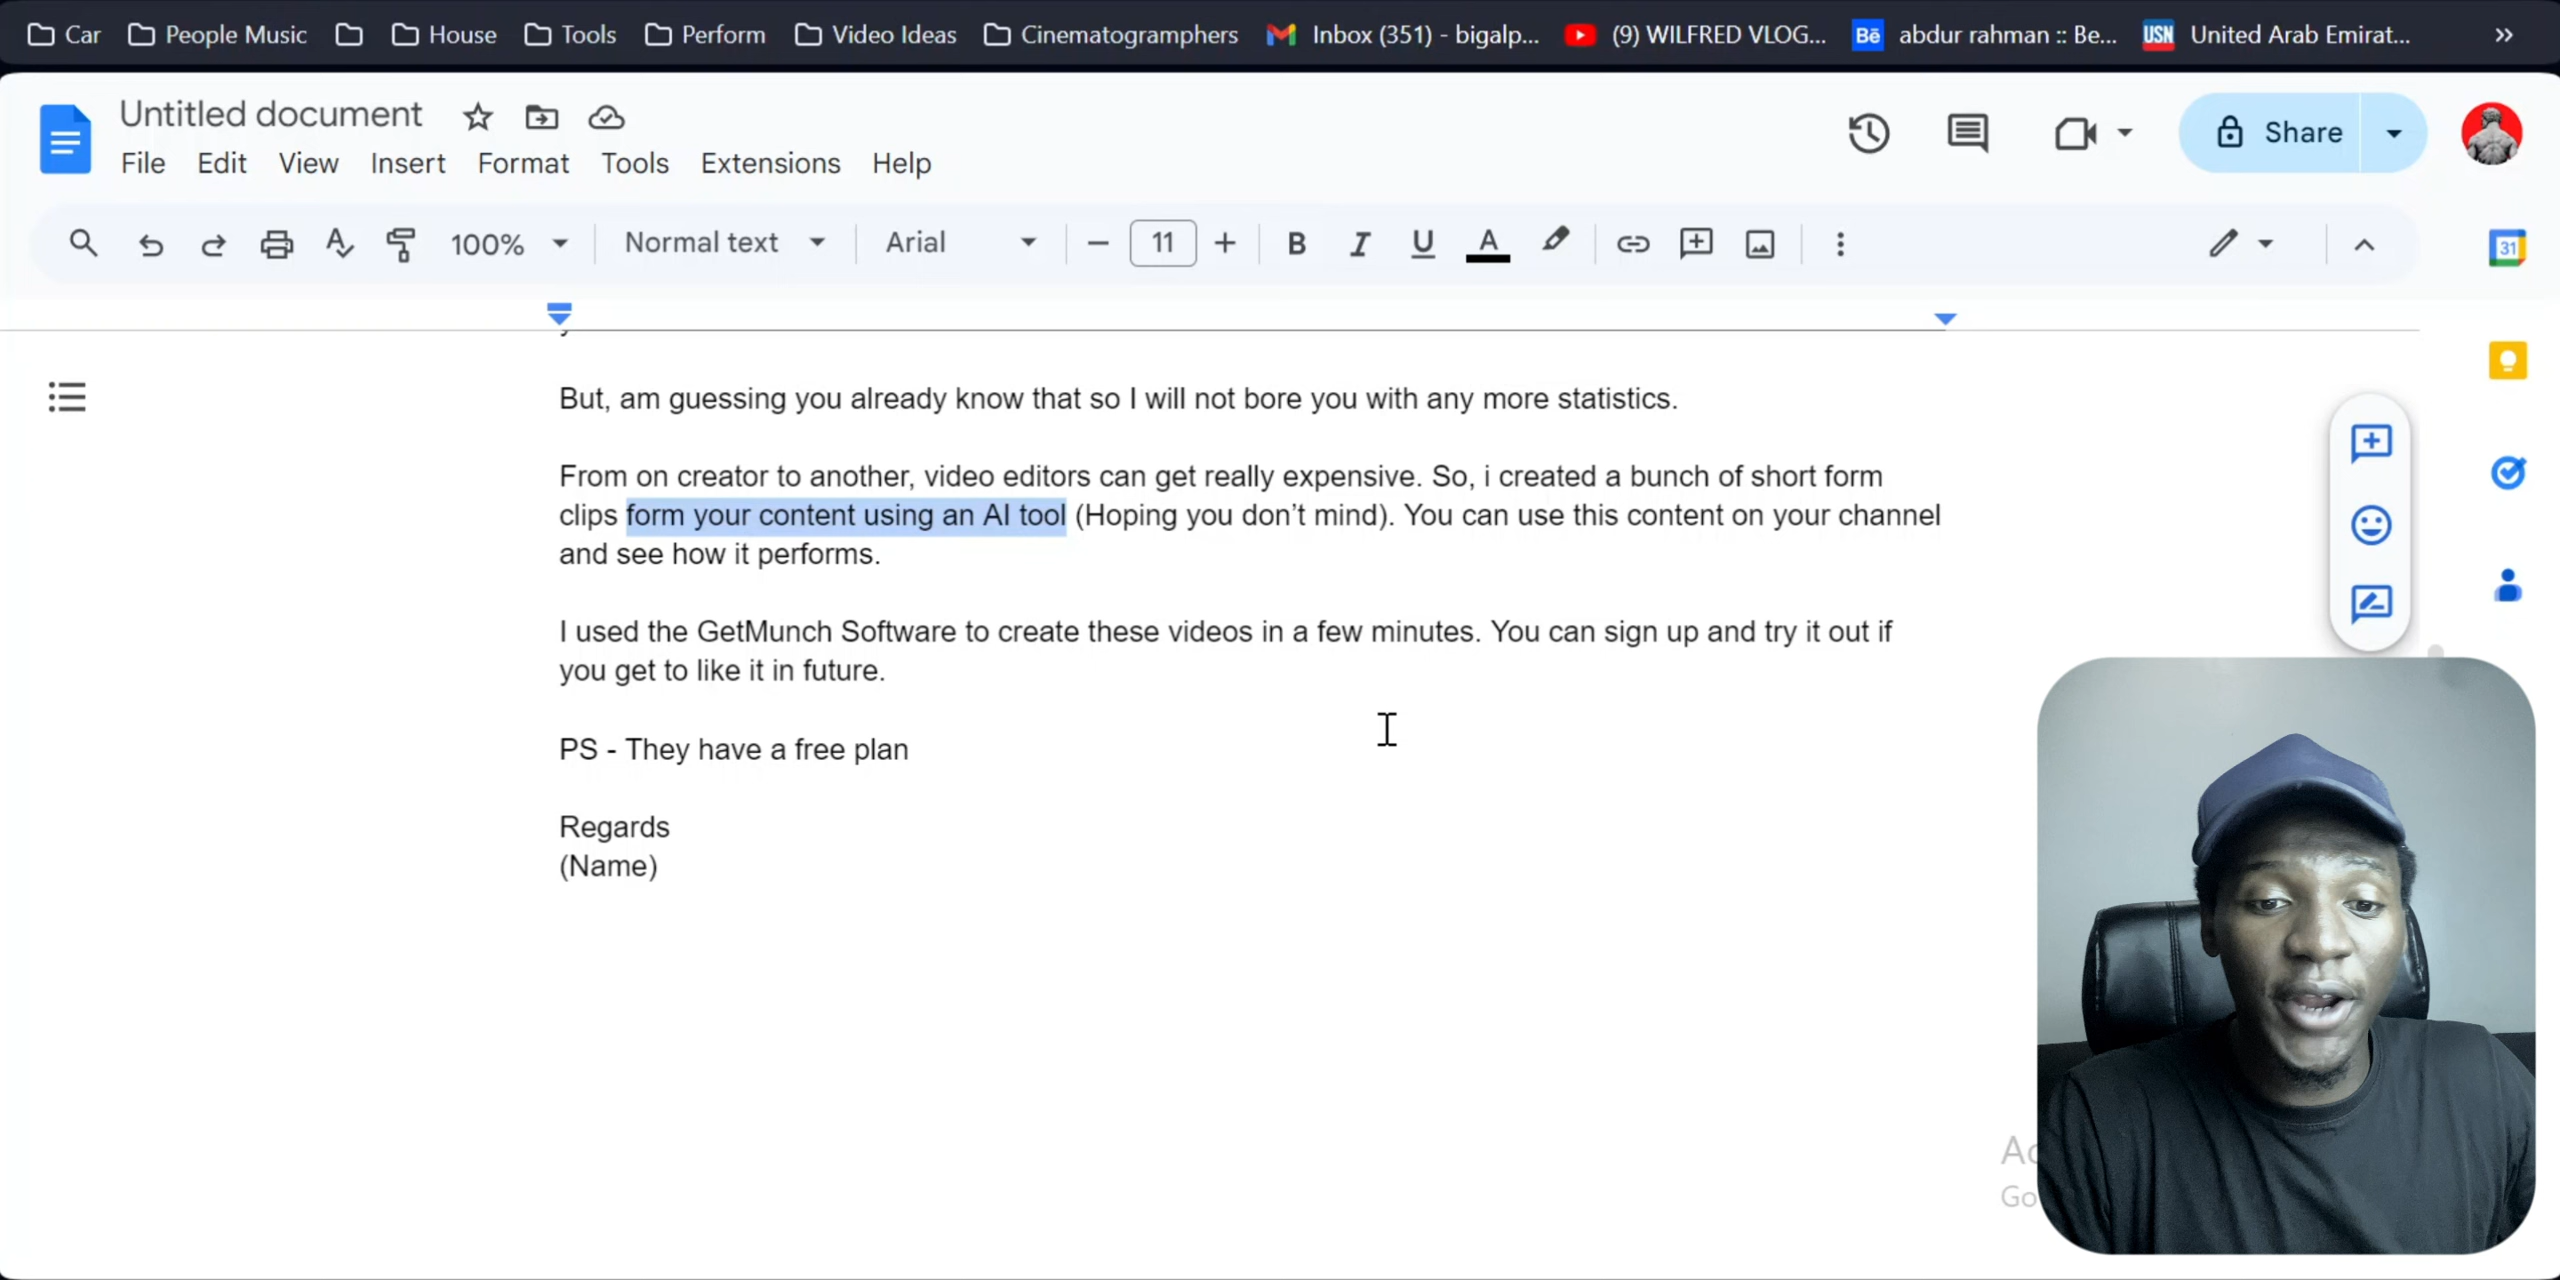 Car People Music House Tools Perform Video Ideas Cinematogramphers Inbox (351) - bigalp... (9) WILFRED VLOG... Bē abdur rahman :: Be... USN United Arab Emirat... »
Untitled document
File Edit View Insert Format Tools Extensions Help
Share
100% Normal text Arial 11 B I U A
31
But, am guessing you already know that so I will not bore you with any more statistics.
From on creator to another, video editors can get really expensive. So, i created a bunch of short form
clips form your content using an AI tool (Hoping you don’t mind). You can use this content on your channel
and see how it performs.
I used the GetMunch Software to create these videos in a few minutes. You can sign up and try it out if
you get to like it in future.
PS - They have a free plan
Regards
(Name)